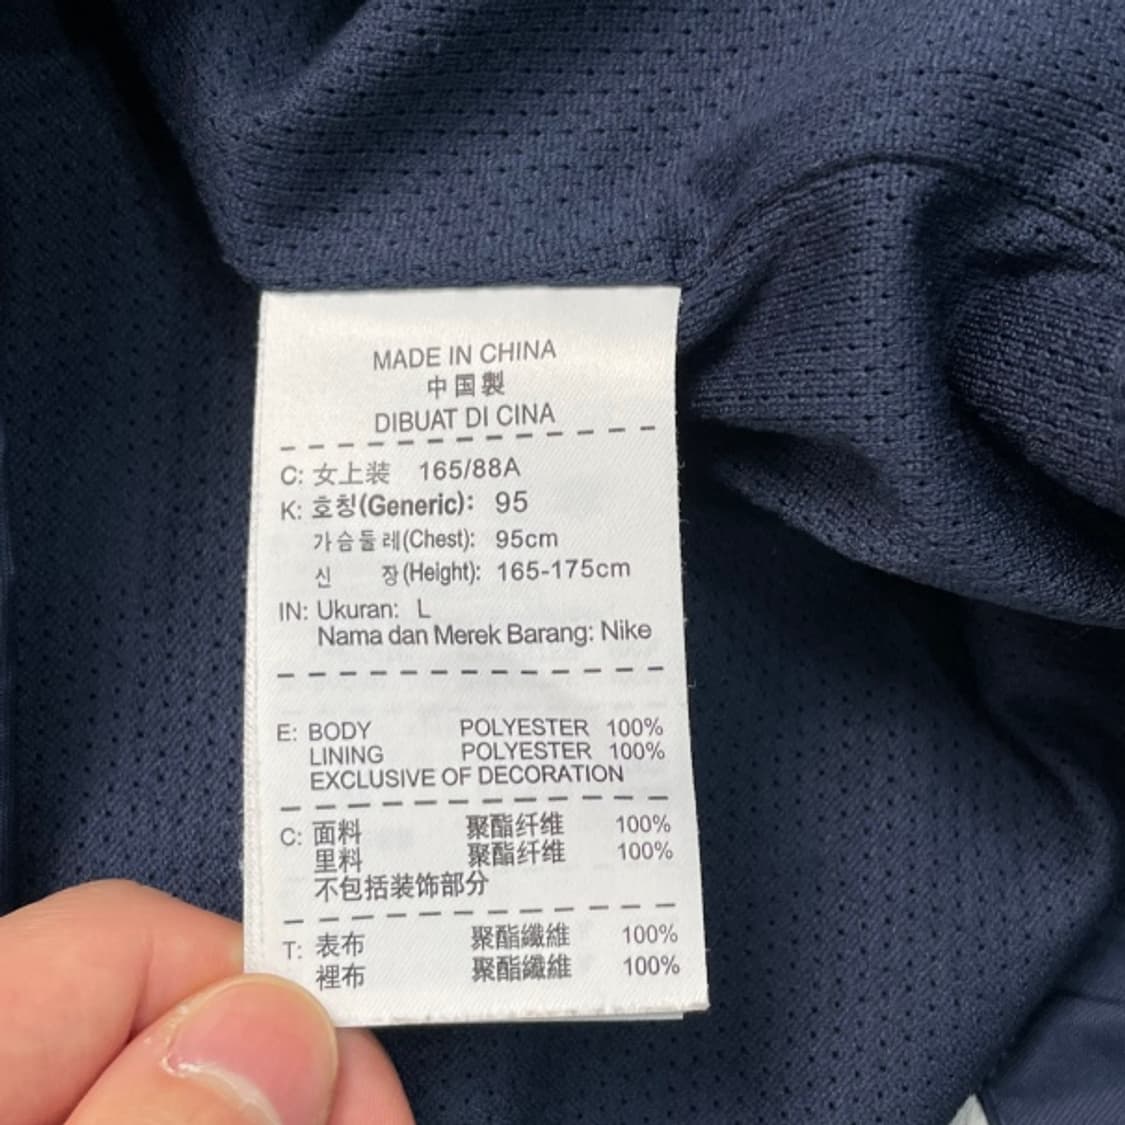 MADE IN CHINA
中国製
DIBUAT DI CINA
C: 女上装 165/88A
K: 호칭(Generic): 95
가슴둘레(Chest): 95cm
신 장(Height): 165-175cm
IN: Ukuran: L
Nama dan Merek Barang: Nike
E: BODY POLYESTER 100%
LINING POLYESTER 100%
EXCLUSIVE OF DECORATION
C: 面料 聚酯纤维 100%
里料 聚酯纤维 100%
不包括装饰部分
T: 表布 聚酯纖維 100%
裡布 聚酯纖維 100%